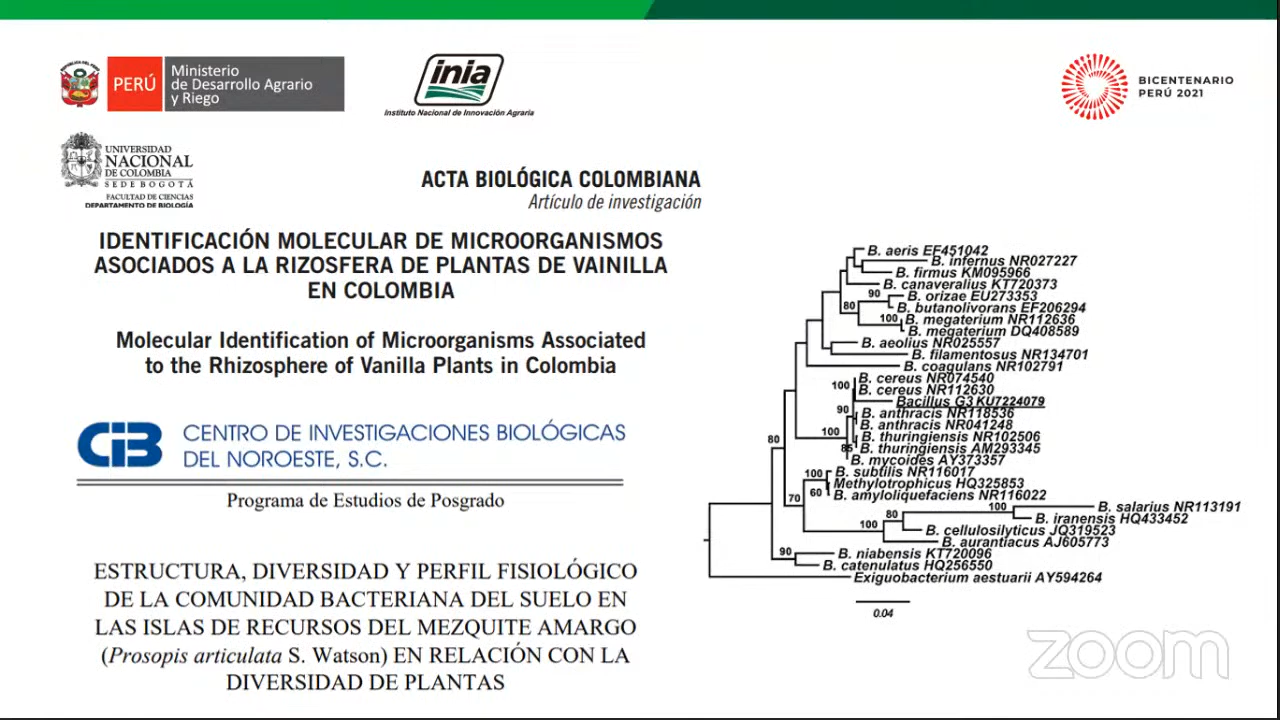 PERÚ
Ministerio
de Desarrollo Agrario
y Riego
inia
Instituto Nacional de Innovación Agraria
BICENTENARIO
PERÚ 2021
UNIVERSIDAD
NACIONAL
DE COLOMBIA
SEDE BOGOTÁ
FACULTAD DE CIENCIAS
DEPARTAMENTO DE BIOLOGÍA
ACTA BIOLÓGICA COLOMBIANA
Artículo de investigación
IDENTIFICACIÓN MOLECULAR DE MICROORGANISMOS
ASOCIADOS A LA RIZOSFERA DE PLANTAS DE VAINILLA
EN COLOMBIA
Molecular Identification of Microorganisms Associated
to the Rhizosphere of Vanilla Plants in Colombia
CIB
CENTRO DE INVESTIGACIONES BIOLÓGICAS
DEL NOROESTE, S.C.
Programa de Estudios de Posgrado
ESTRUCTURA, DIVERSIDAD Y PERFIL FISIOLÓGICO
DE LA COMUNIDAD BACTERIANA DEL SUELO EN
LAS ISLAS DE RECURSOS DEL MEZQUITE AMARGO
(Prosopis articulata S. Watson) EN RELACIÓN CON LA
DIVERSIDAD DE PLANTAS
B. aeris EF451042
B. infernus NR027227
B. firmus KM095966
B. canaveralius KT720373
90
B. orizae EU273353
80
B. butanolivorans EF206294
100
B. megaterium NR112636
B. megaterium DQ408589
B. aeolius NR025557
B. filamentosus NR134701
B. coagulans NR102791
B. cereus NR074540
100
B. cereus NR112630
Bacillus G3 KU7224079
90
B. anthracis NR118536
B. anthracis NR041248
100
B. thuringiensis NR102506
80
85
B. thuringiensis AM293345
B. mycoides AY373357
100
B. subtilis NR116017
Methylotrophicus HQ325853
60
B. amyloliquefaciens NR116022
70
100
B. salarius NR113191
80
B. iranensis HQ433452
100
B. cellulosilyticus JQ319523
B. aurantiacus AJ605773
90
B. niabensis KT720096
B. catenulatus HQ256550
Exiguobacterium aestuarii AY594264
0.04
zoom